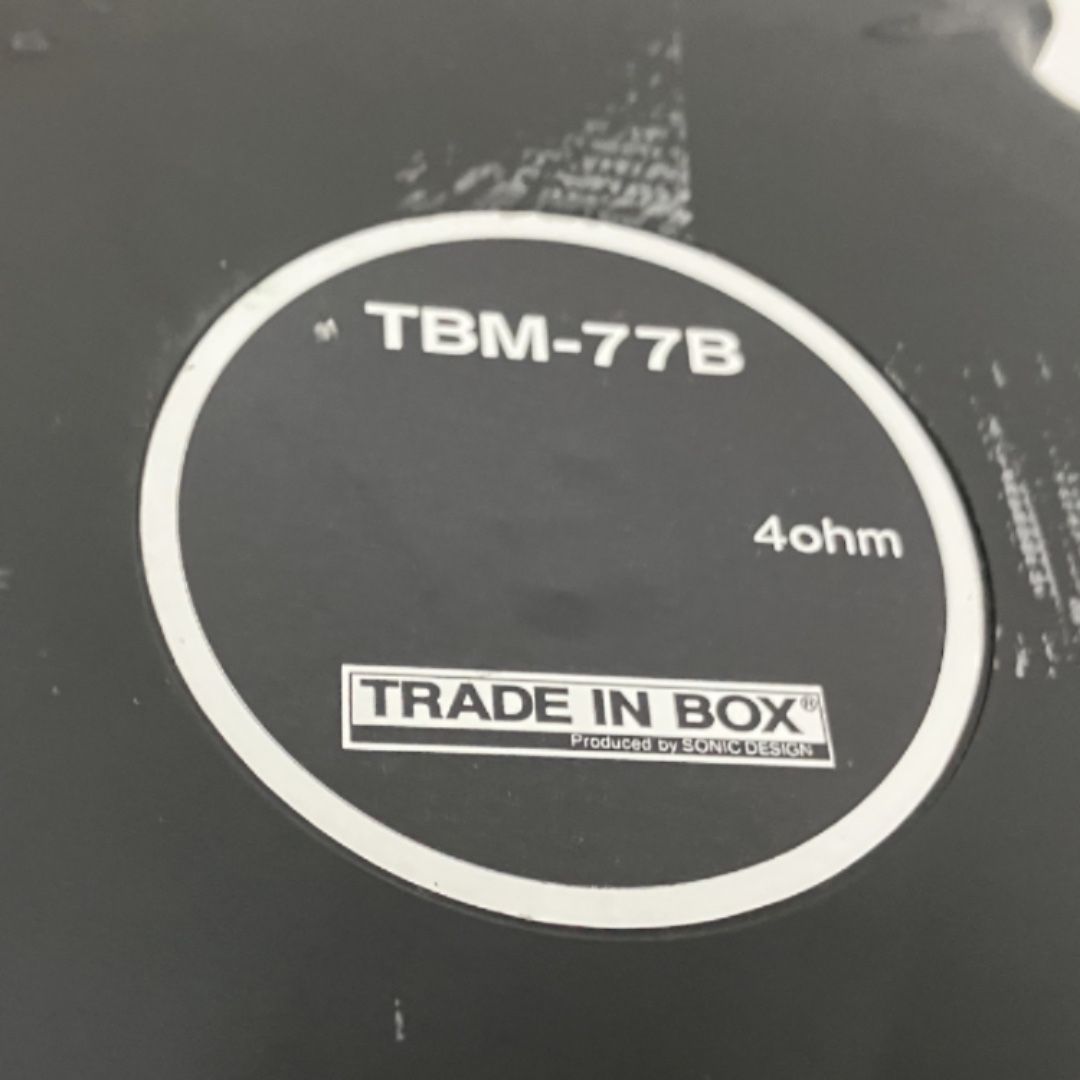 TBM-77B
4ohm
TRADE IN BOX®
Produced by SONIC DESIGN